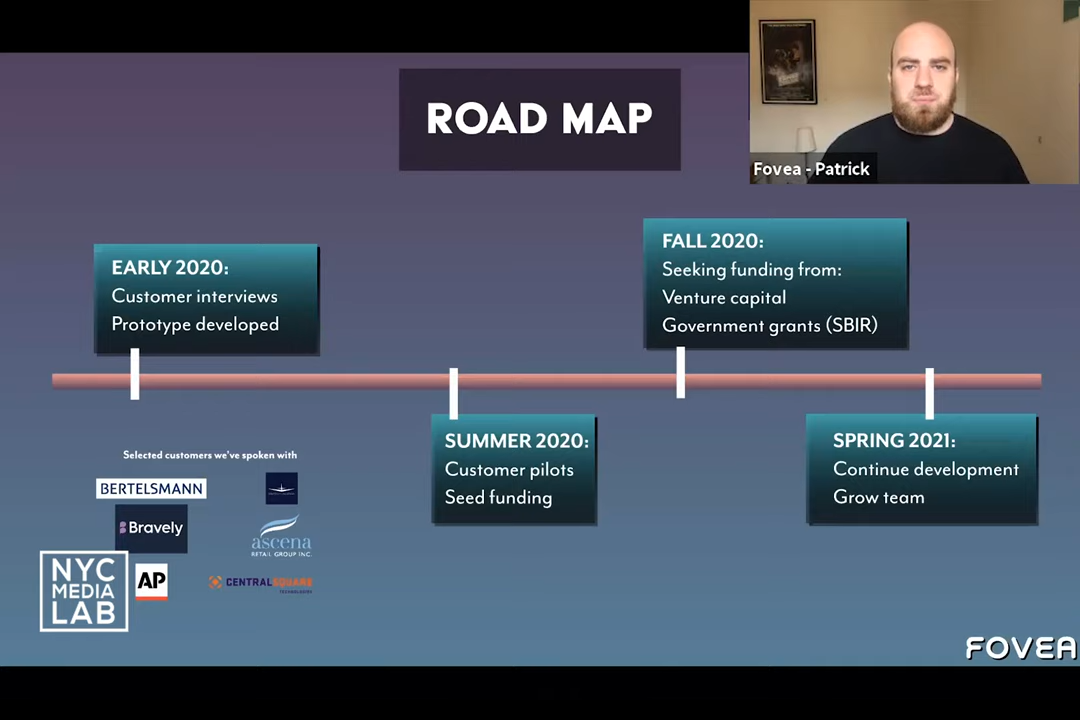 ROAD MAP
Fovea - Patrick
EARLY 2020:
Customer interviews
Prototype developed
FALL 2020:
Seeking funding from:
Venture capital
Government grants (SBIR)
SUMMER 2020:
Customer pilots
Seed funding
SPRING 2021:
Continue development
Grow team
Selected customers we've spoken with
BERTELSMANN
Bravely
ascena
RETAIL GROUP INC.
AP
CENTRALSQUARE
TECHNOLOGIES
NYC
MEDIA
LAB
FOVEA